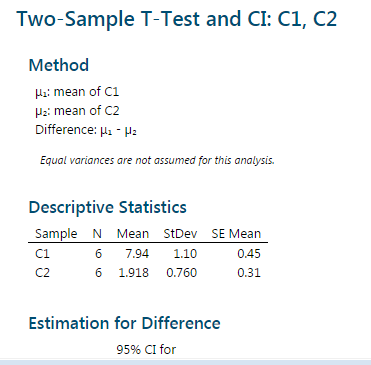 Two-Sample T-Test and CI: C1, C2
Method
μ₁: mean of C1
μ₂: mean of C2
Difference: μ₁ - μ₂
Equal variances are not assumed for this analysis.
Descriptive Statistics
Sample N Mean StDev SE Mean
C1 6 7.94 1.10 0.45
C2 6 1.918 0.760 0.31
Estimation for Difference
95% CI for